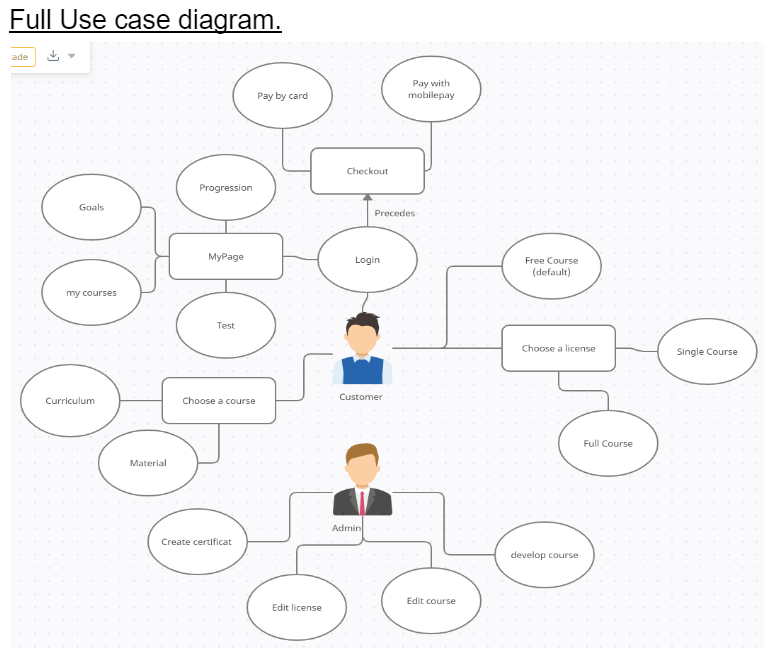 Full Use case diagram.
ade
Pay by card
Pay with
mobilepay
Checkout
Progression
Goals
Precedes
MyPage
Login
Free Course
(default)
my courses
Test
Choose a license
Single Course
Customer
Curriculum
Choose a course
Full Course
Material
Admin
Create certificat
develop course
Edit license
Edit course